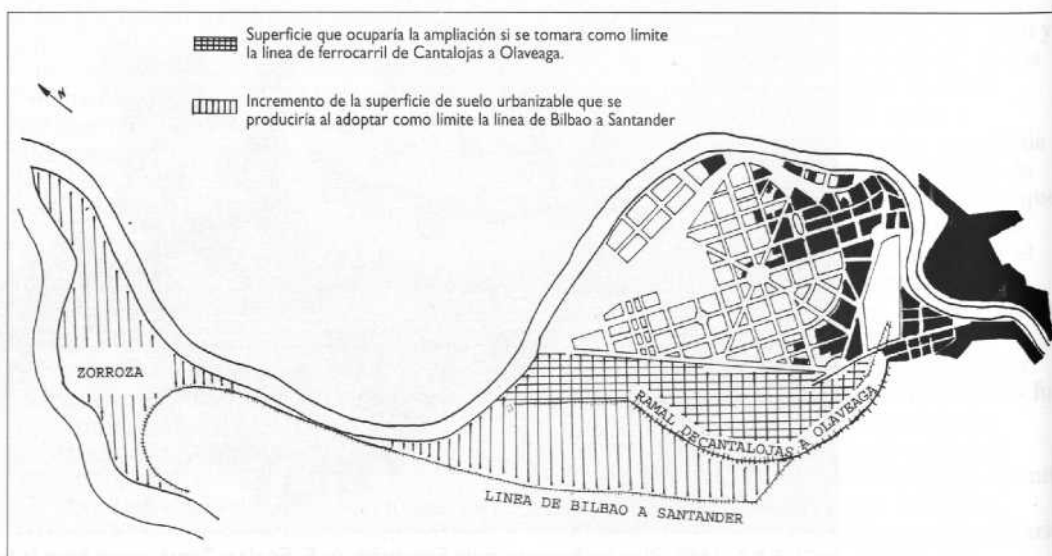 Superficie que ocuparía la ampliación si se tomara como límite
la línea de ferrocarril de Cantalojas a Olaveaga.
N
Incremento de la superficie de suelo urbanizable que se
produciría al adoptar como límite la línea de Bilbao a Santander
ZORROZA
RAMAL DECANTALOJAS A OLAVEAGA
LINEA DE BILBAO A SANTANDER